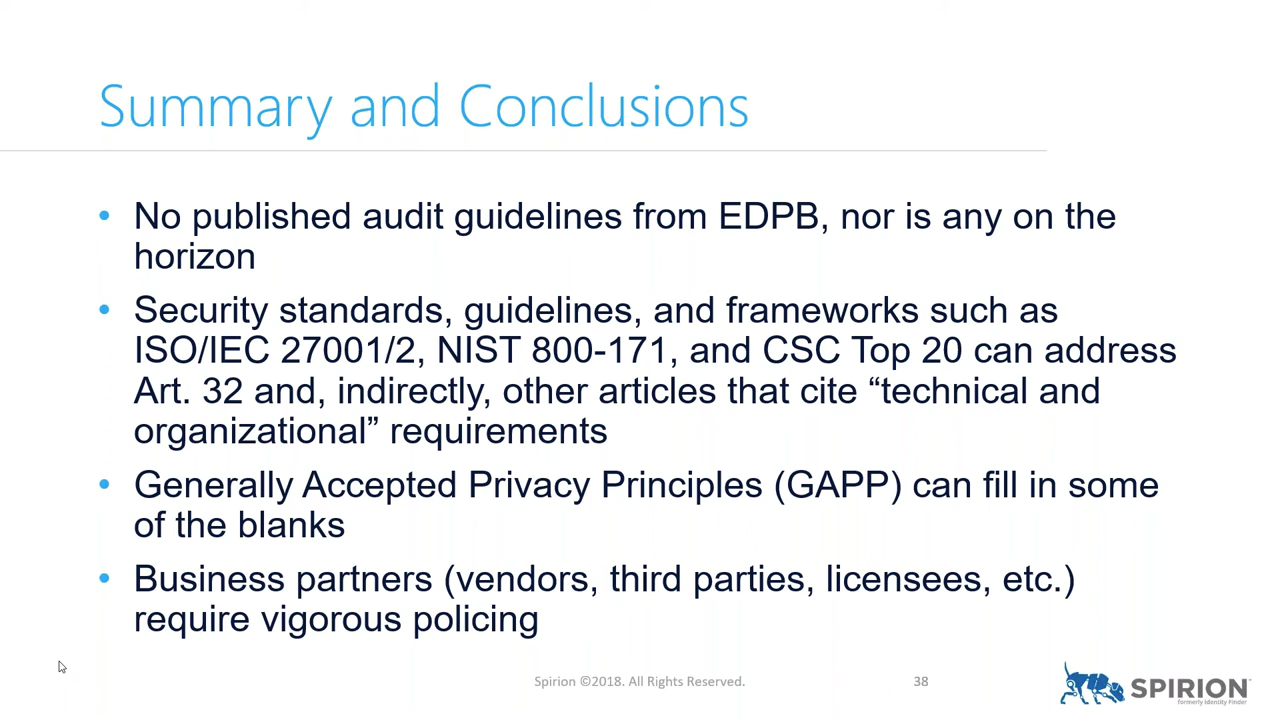 Summary and Conclusions
• No published audit guidelines from EDPB, nor is any on the
horizon
• Security standards, guidelines, and frameworks such as
ISO/IEC 27001/2, NIST 800-171, and CSC Top 20 can address
Art. 32 and, indirectly, other articles that cite “technical and
organizational” requirements
• Generally Accepted Privacy Principles (GAPP) can fill in some
of the blanks
• Business partners (vendors, third parties, licensees, etc.)
require vigorous policing
Spirion ©2018. All Rights Reserved.
38
SPIRION
formerly Identity Finder